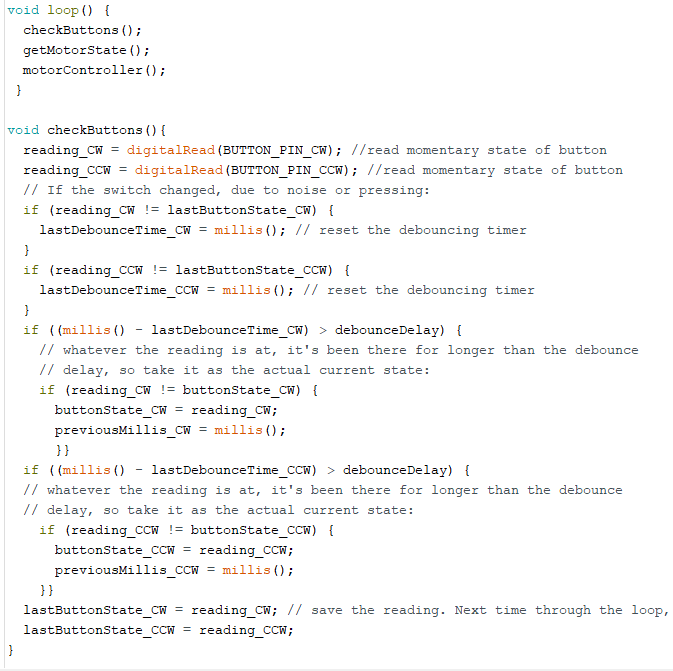 void loop() {
  checkButtons();
  getMotorState();
  motorController();
 }

void checkButtons(){
  reading_CW = digitalRead(BUTTON_PIN_CW); //read momentary state of button
  reading_CCW = digitalRead(BUTTON_PIN_CCW); //read momentary state of button
  // If the switch changed, due to noise or pressing:
  if (reading_CW != lastButtonState_CW) {
    lastDebounceTime_CW = millis(); // reset the debouncing timer
  }
  if (reading_CCW != lastButtonState_CCW) {
    lastDebounceTime_CCW = millis(); // reset the debouncing timer
  }
  if ((millis() - lastDebounceTime_CW) > debounceDelay) {
    // whatever the reading is at, it's been there for longer than the debounce
    // delay, so take it as the actual current state:
    if (reading_CW != buttonState_CW) {
      buttonState_CW = reading_CW;
      previousMillis_CW = millis();
      }}
  if ((millis() - lastDebounceTime_CCW) > debounceDelay) {
  // whatever the reading is at, it's been there for longer than the debounce
  // delay, so take it as the actual current state:
    if (reading_CCW != buttonState_CCW) {
      buttonState_CCW = reading_CCW;
      previousMillis_CCW = millis();
    }}
  lastButtonState_CW = reading_CW; // save the reading. Next time through the loop,
  lastButtonState_CCW = reading_CCW;
}